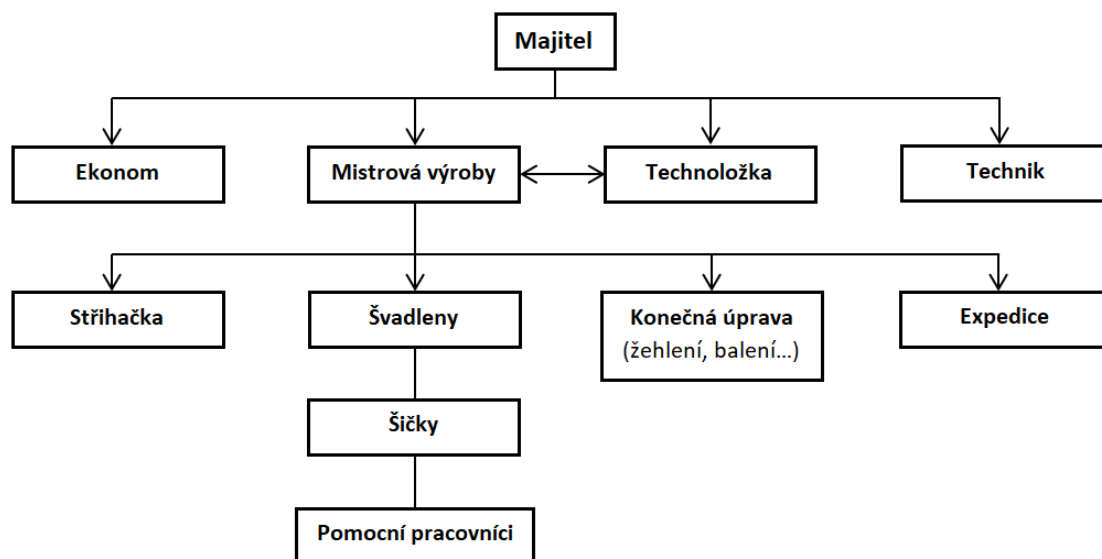 Majitel
Ekonom
Mistrová výroby
Technoložka
Technik
Střihačka
Švadleny
Konečná úprava
(žehlení, balení…)
Expedice
Šičky
Pomocní pracovníci